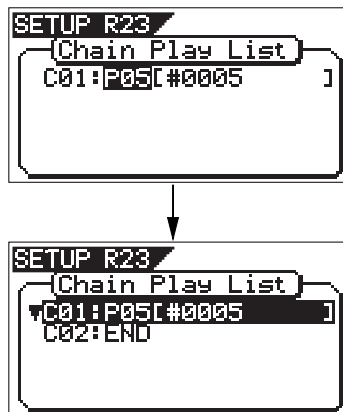 SETUP R23
Chain Play List
C01:P05[#0005 ]
SETUP R23
Chain Play List
▼C01:P05[#0005 ]
C02:END